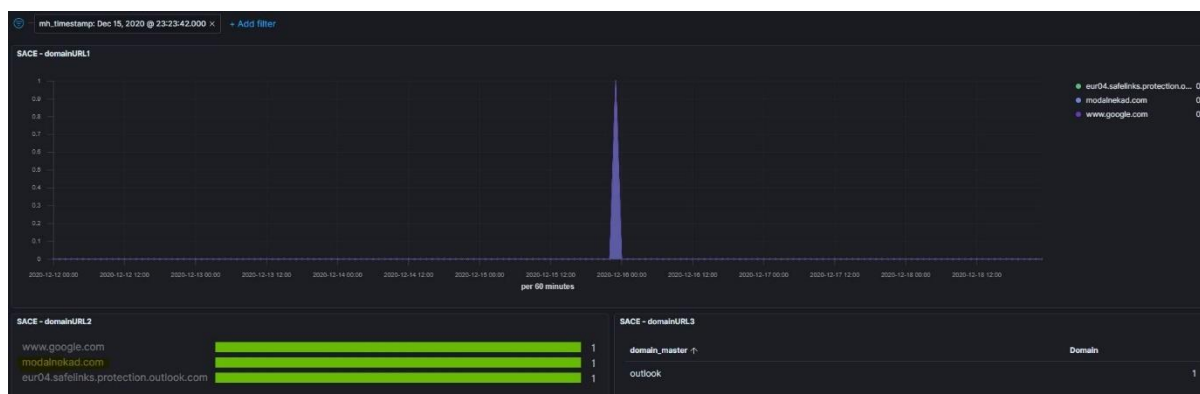 mh_timestamp: Dec 15, 2020 @ 23:23:42.000 × + Add filter
SACE - domainURL1
1
0.9
0.8
0.7
0.6
0.5
0.4
0.3
0.2
0.1
0
2020-12-12 00:00 2020-12-12 12:00 2020-12-13 00:00 2020-12-13 12:00 2020-12-14 00:00 2020-12-14 12:00 2020-12-15 00:00 2020-12-15 12:00 2020-12-16 00:00 2020-12-16 12:00 2020-12-17 00:00 2020-12-17 12:00 2020-12-18 00:00 2020-12-18 12:00
per 60 minutes
eur04.safelinks.protection.o... 0
modalnekad.com 0
www.google.com 0
SACE - domainURL2
www.google.com 1
modalnekad.com 1
eur04.safelinks.protection.outlook.com 1
SACE - domainURL3
domain_master ↑ Domain
outlook 1